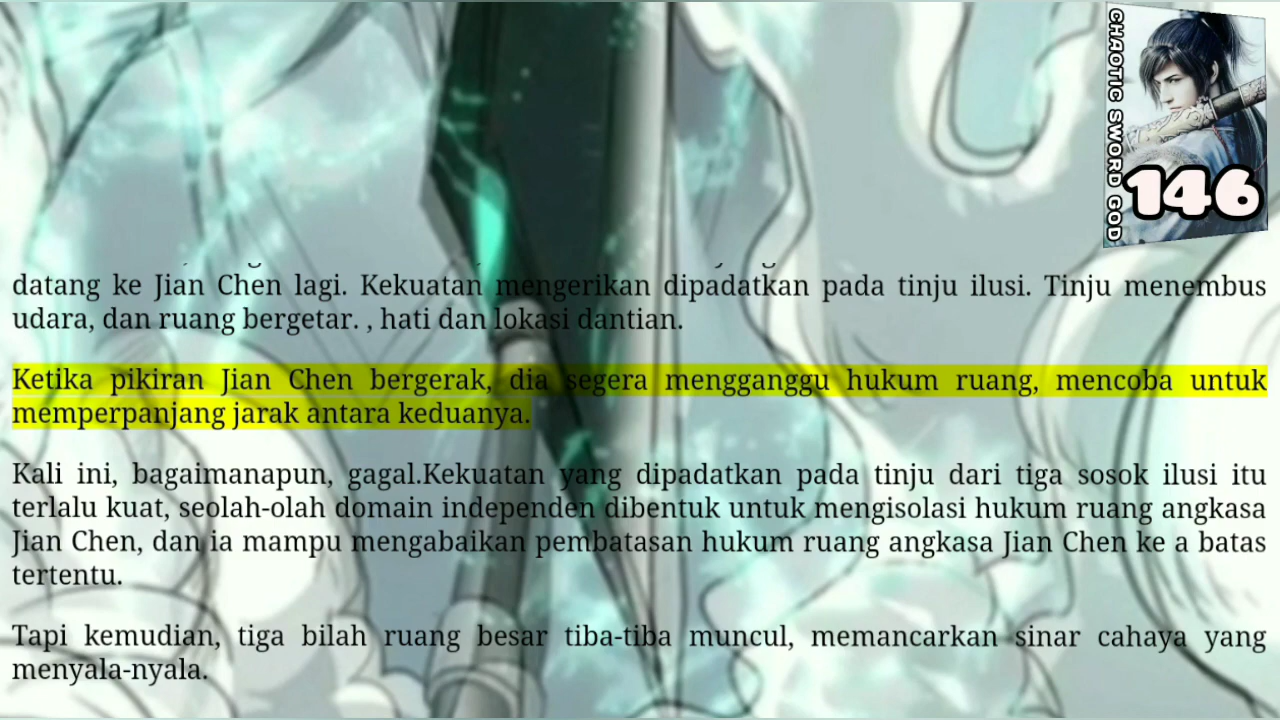 CHAOTIC SWORD GOD
146
datang ke Jian Chen lagi. Kekuatan mengerikan dipadatkan pada tinju ilusi. Tinju menembus
udara, dan ruang bergetar. , hati dan lokasi dantian.
Ketika pikiran Jian Chen bergerak, dia segera mengganggu hukum ruang, mencoba untuk
memperpanjang jarak antara keduanya.
Kali ini, bagaimanapun, gagal.Kekuatan yang dipadatkan pada tinju dari tiga sosok ilusi itu
terlalu kuat, seolah-olah domain independen dibentuk untuk mengisolasi hukum ruang angkasa
Jian Chen, dan ia mampu mengabaikan pembatasan hukum ruang angkasa Jian Chen ke a batas
tertentu.
Tapi kemudian, tiga bilah ruang besar tiba-tiba muncul, memancarkan sinar cahaya yang
menyala-nyala.